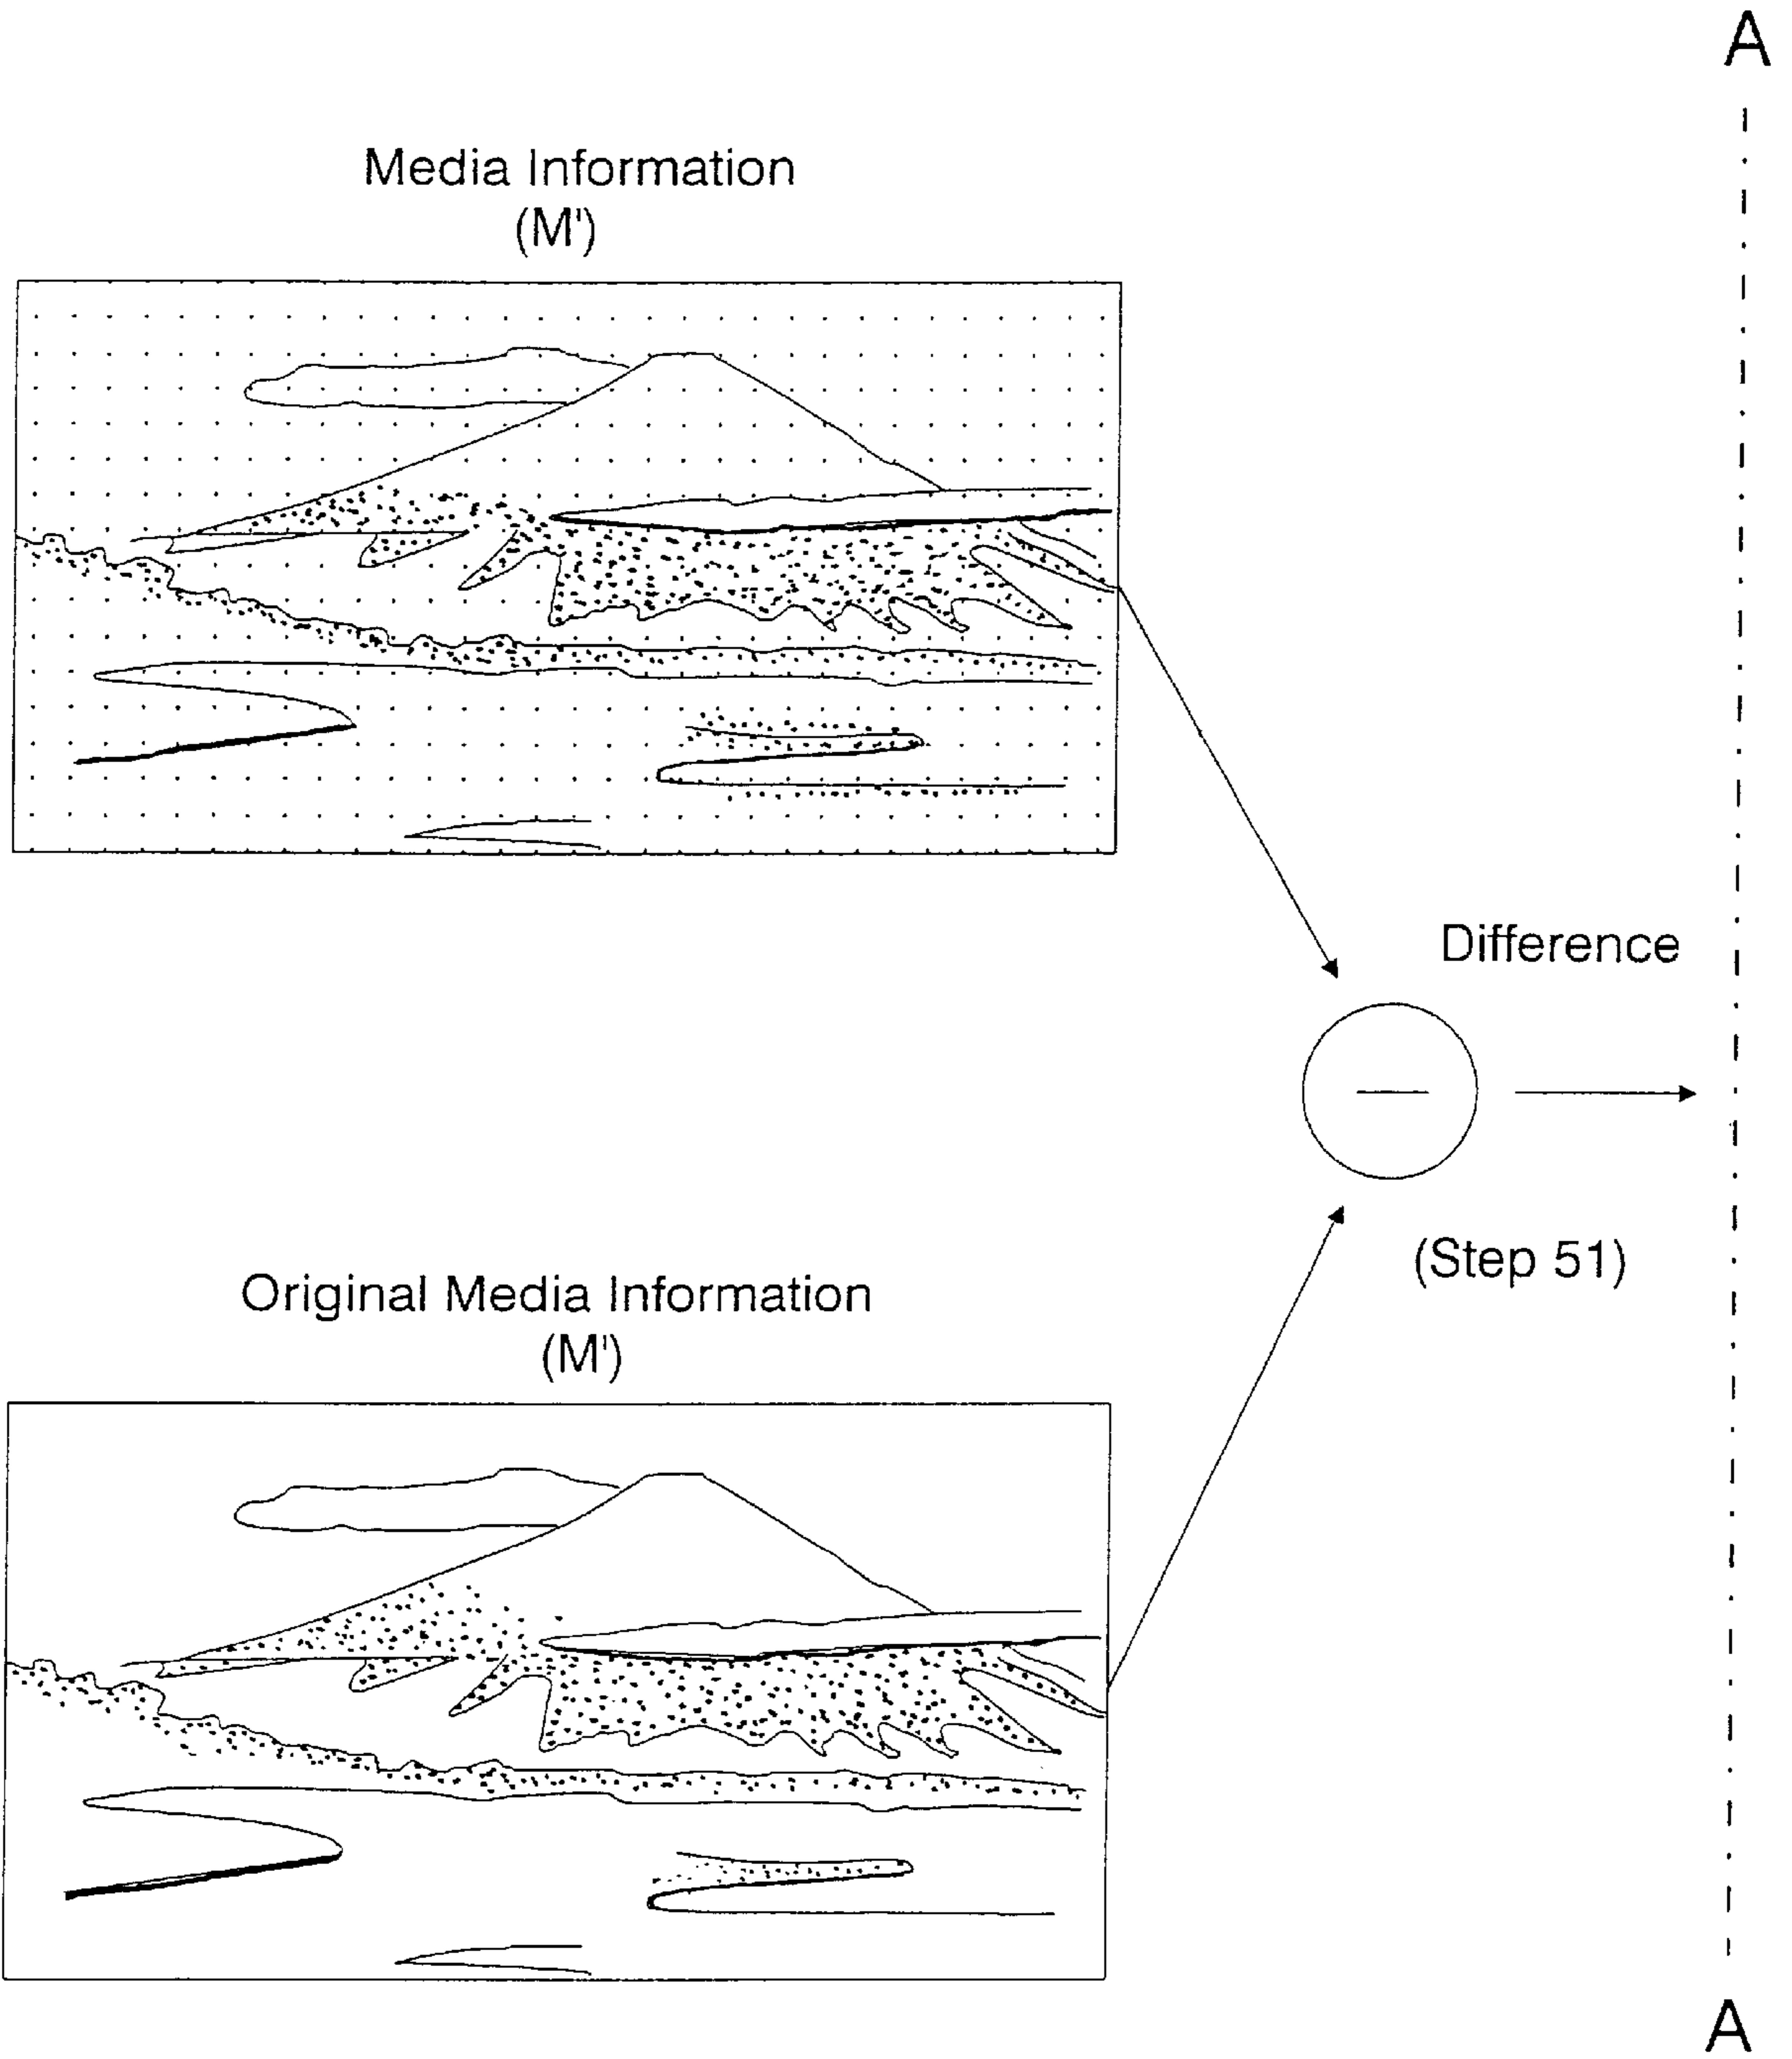 A
Media Information
(M')
Difference
(Step 51)
Original Media Information
(M')
A